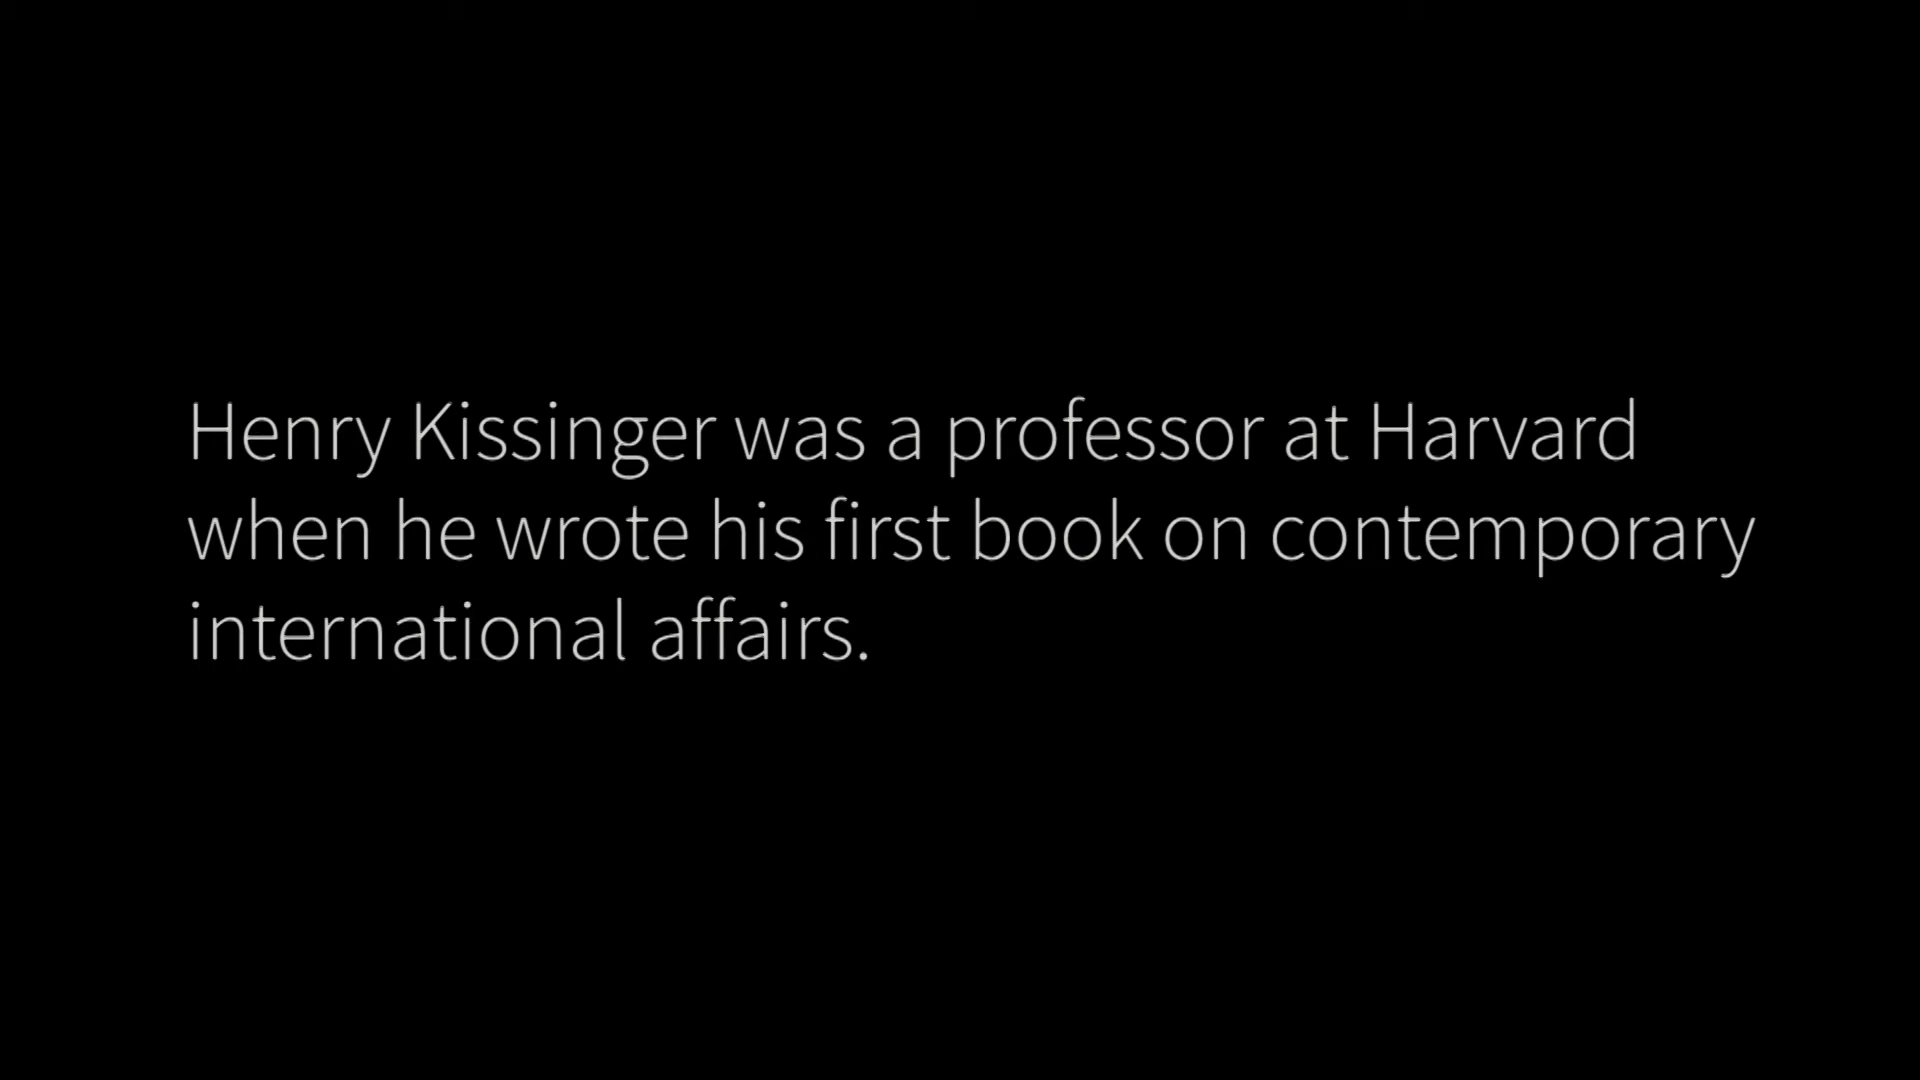 Henry Kissinger was a professor at Harvard
when he wrote his first book on contemporary
international affairs.